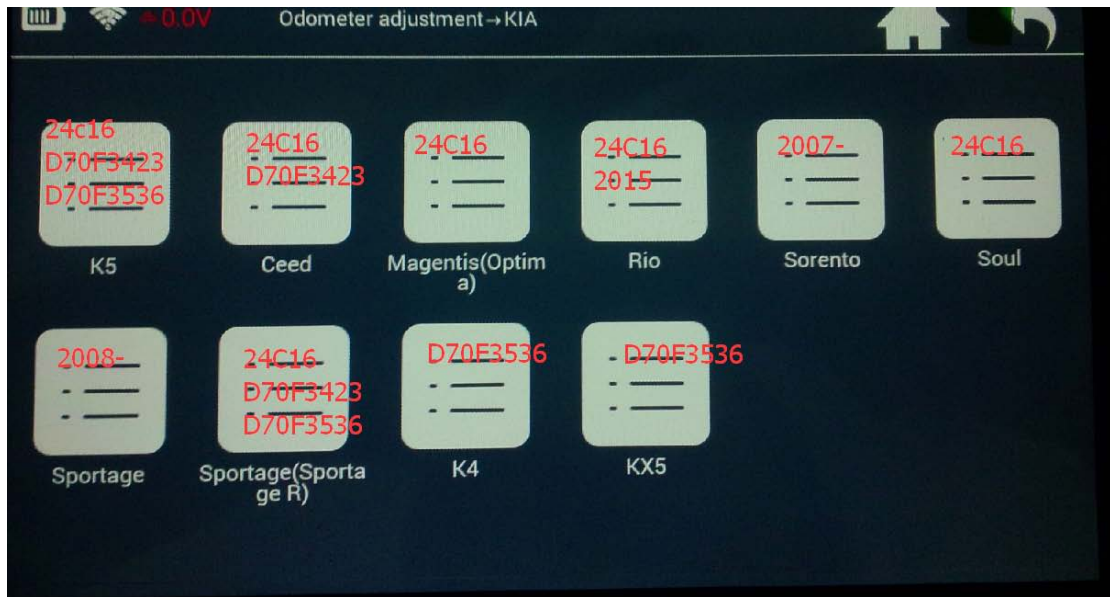 0.0V
Odometer adjustment→KIA
24c16
D70F3423
D70F3536
K5
24C16
D70F3423
Ceed
24C16
Magentis(Optim
a)
24C16
2015
Rio
2007-
Sorento
24C16
Soul
2008-
Sportage
24C16
D70F3423
D70F3536
Sportage(Sporta
ge R)
D70F3536
K4
D70F3536
KX5